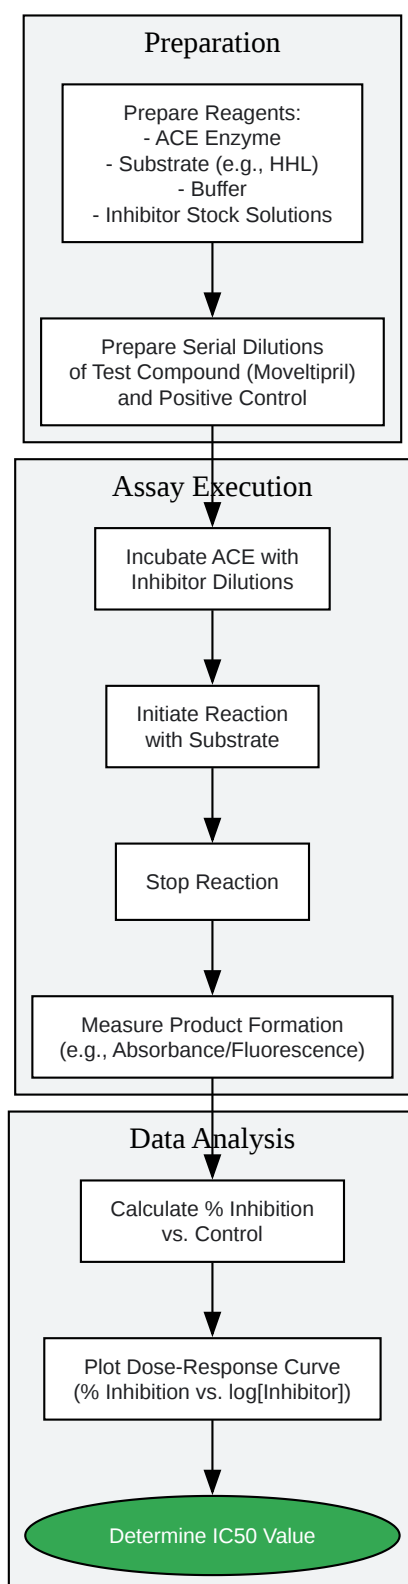 Preparation
Prepare Reagents:
- ACE Enzyme
- Substrate (e.g., HHL)
- Buffer
- Inhibitor Stock Solutions
Prepare Serial Dilutions
of Test Compound (Moveltipril)
and Positive Control
Assay Execution
Incubate ACE with
Inhibitor Dilutions
Initiate Reaction
with Substrate
Stop Reaction
Measure Product Formation
(e.g., Absorbance/Fluorescence)
Data Analysis
Calculate % Inhibition
vs. Control
Plot Dose-Response Curve
(% Inhibition vs. log[Inhibitor])
Determine IC50 Value